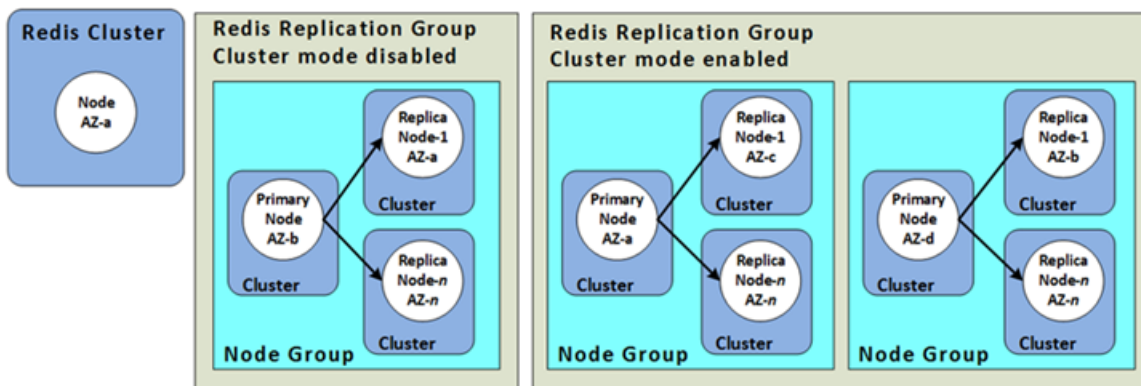 Redis Cluster
Node
AZ-a
Redis Replication Group
Cluster mode disabled
Primary
Node
AZ-b
Cluster
Replica
Node-1
AZ-a
Cluster
Replica
Node-n
AZ-n
Cluster
Node Group
Redis Replication Group
Cluster mode enabled
Primary
Node
AZ-a
Cluster
Replica
Node-1
AZ-c
Cluster
Replica
Node-n
AZ-n
Cluster
Node Group
Primary
Node
AZ-d
Cluster
Replica
Node-1
AZ-b
Cluster
Replica
Node-n
AZ-n
Cluster
Node Group